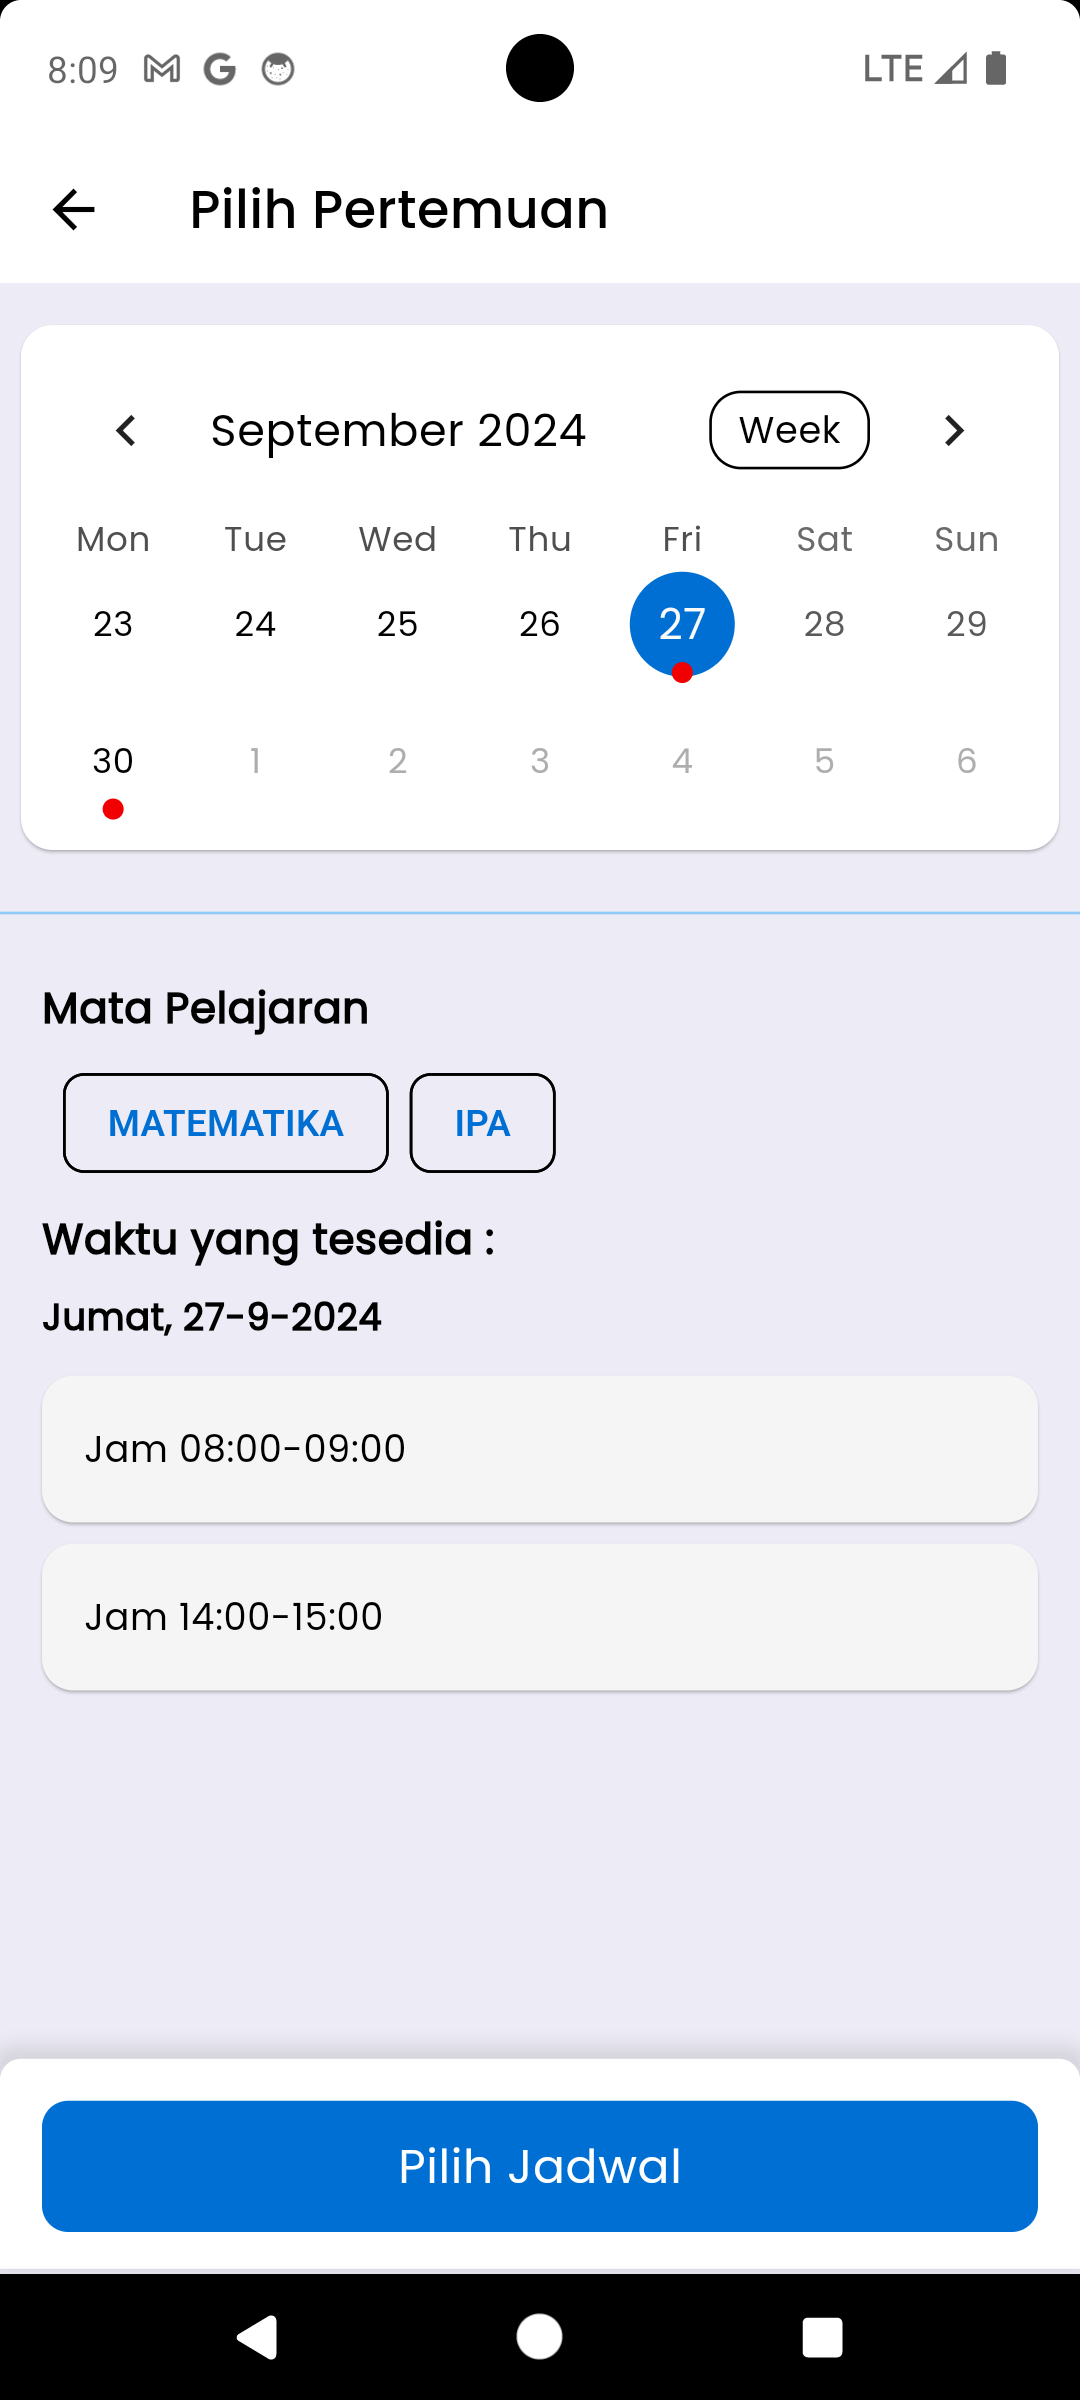 8:09 LTE
Pilih Pertemuan
September 2024 Week
Mon Tue Wed Thu Fri Sat Sun
23 24 25 26 27 28 29
30 1 2 3 4 5 6
Mata Pelajaran
MATEMATIKA IPA
Waktu yang tesedia :
Jumat, 27-9-2024
Jam 08:00-09:00
Jam 14:00-15:00
Pilih Jadwal